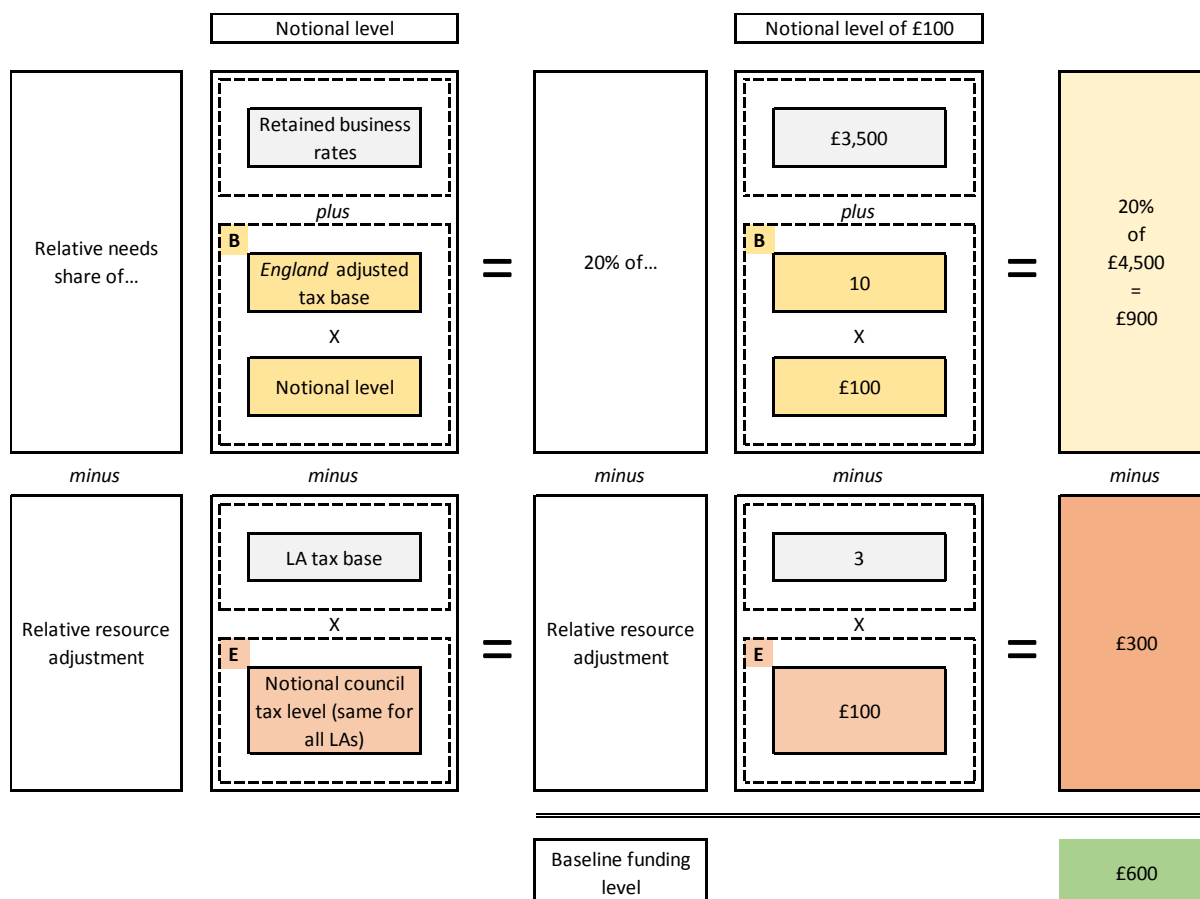 Notional level
Notional level of £100
Relative needs
share of...
Retained business
rates
plus
B
England adjusted
tax base
X
Notional level
=
20% of...
£3,500
plus
B
10
X
£100
=
20%
of
£4,500
=
£900
minus
minus
minus
minus
minus
Relative resource
adjustment
LA tax base
X
E
Notional council
tax level (same for
all LAs)
=
Relative resource
adjustment
3
X
E
£100
=
£300
Baseline funding
level
£600